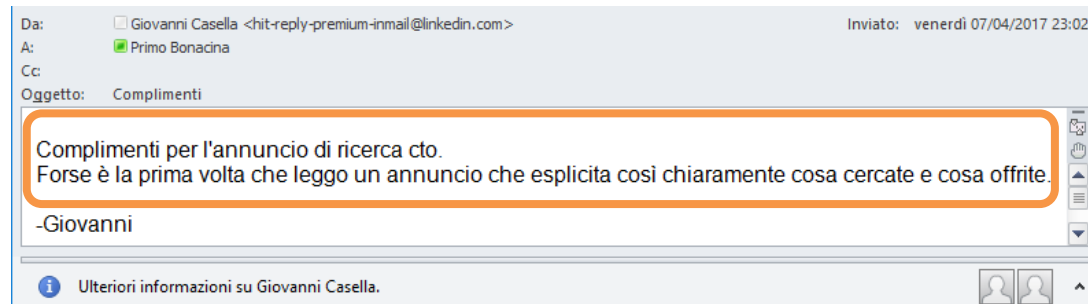 Da: Giovanni Casella <hit-reply-premium-inmail@linkedin.com> Inviato: venerdì 07/04/2017 23:02
A: Primo Bonacina
Cc:
Oggetto: Complimenti
Complimenti per l'annuncio di ricerca cto.
Forse è la prima volta che leggo un annuncio che esplicita così chiaramente cosa cercate e cosa offrite.
-Giovanni
Ulteriori informazioni su Giovanni Casella.